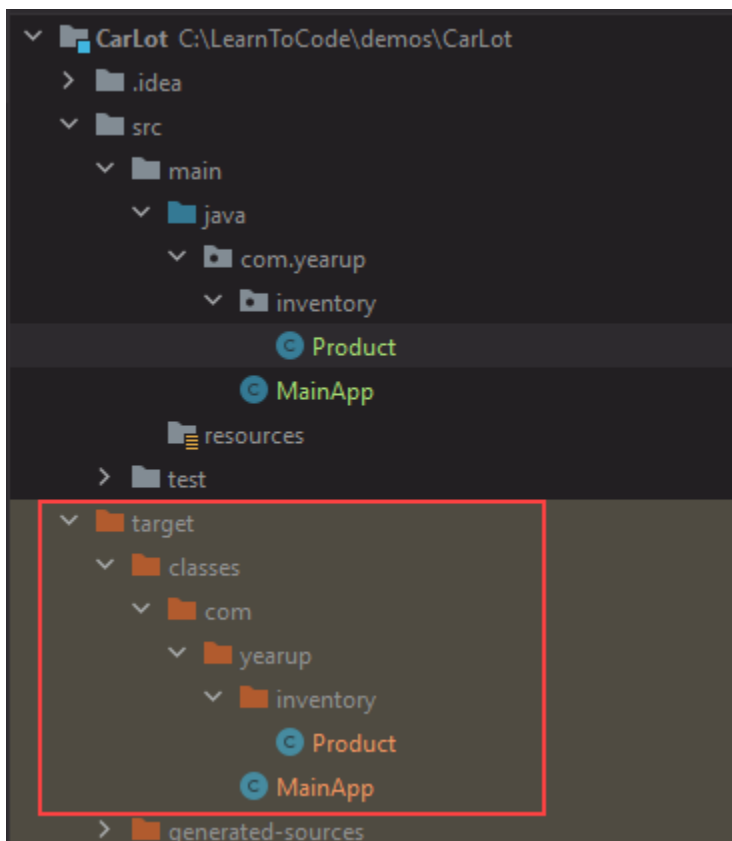 CarLot C:\LearnToCode\demos\CarLot
.idea
src
main
java
com.yearup
inventory
Product
MainApp
resources
test
target
classes
com
yearup
inventory
Product
MainApp
generated-sources